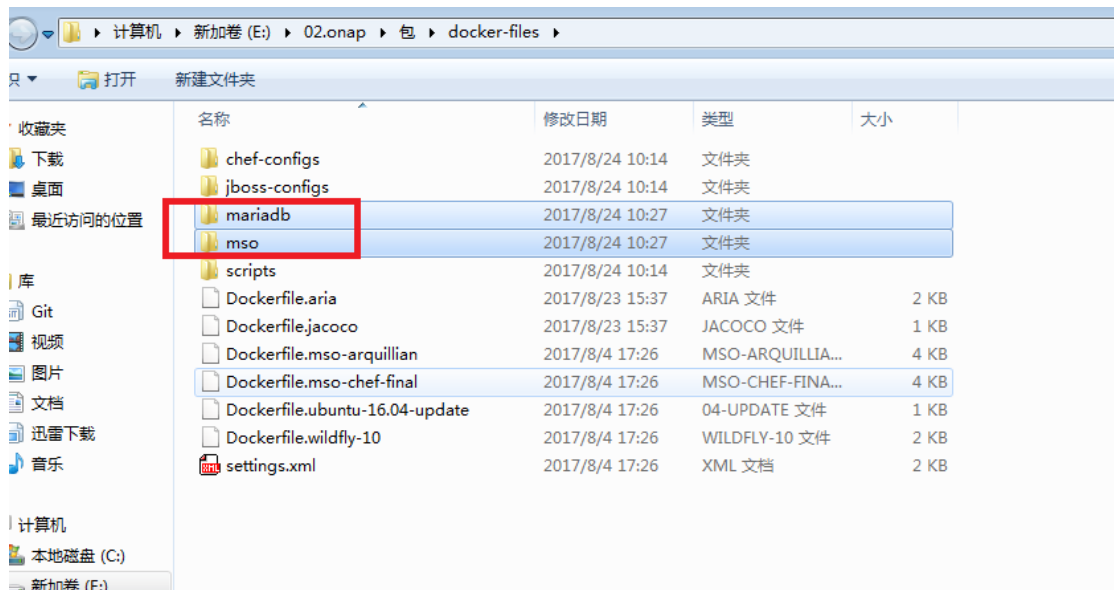 计算机 新加卷 (E:) 02.onap 包 docker-files
打开 新建文件夹
收藏夹
下载
桌面
最近访问的位置
库
Git
视频
图片
文档
迅雷下载
音乐
计算机
本地磁盘 (C:)
新加卷 (E:)
名称 修改日期 类型 大小
chef-configs 2017/8/24 10:14 文件夹
jboss-configs 2017/8/24 10:14 文件夹
mariadb 2017/8/24 10:27 文件夹
mso 2017/8/24 10:27 文件夹
scripts 2017/8/24 10:14 文件夹
Dockerfile.aria 2017/8/23 15:37 ARIA 文件 2 KB
Dockerfile.jacoco 2017/8/23 15:37 JACOCO 文件 1 KB
Dockerfile.mso-arquillian 2017/8/4 17:26 MSO-ARQUILLIA... 4 KB
Dockerfile.mso-chef-final 2017/8/4 17:26 MSO-CHEF-FINA... 4 KB
Dockerfile.ubuntu-16.04-update 2017/8/4 17:26 04-UPDATE 文件 1 KB
Dockerfile.wildfly-10 2017/8/4 17:26 WILDFLY-10 文件 2 KB
settings.xml 2017/8/4 17:26 XML 文档 2 KB